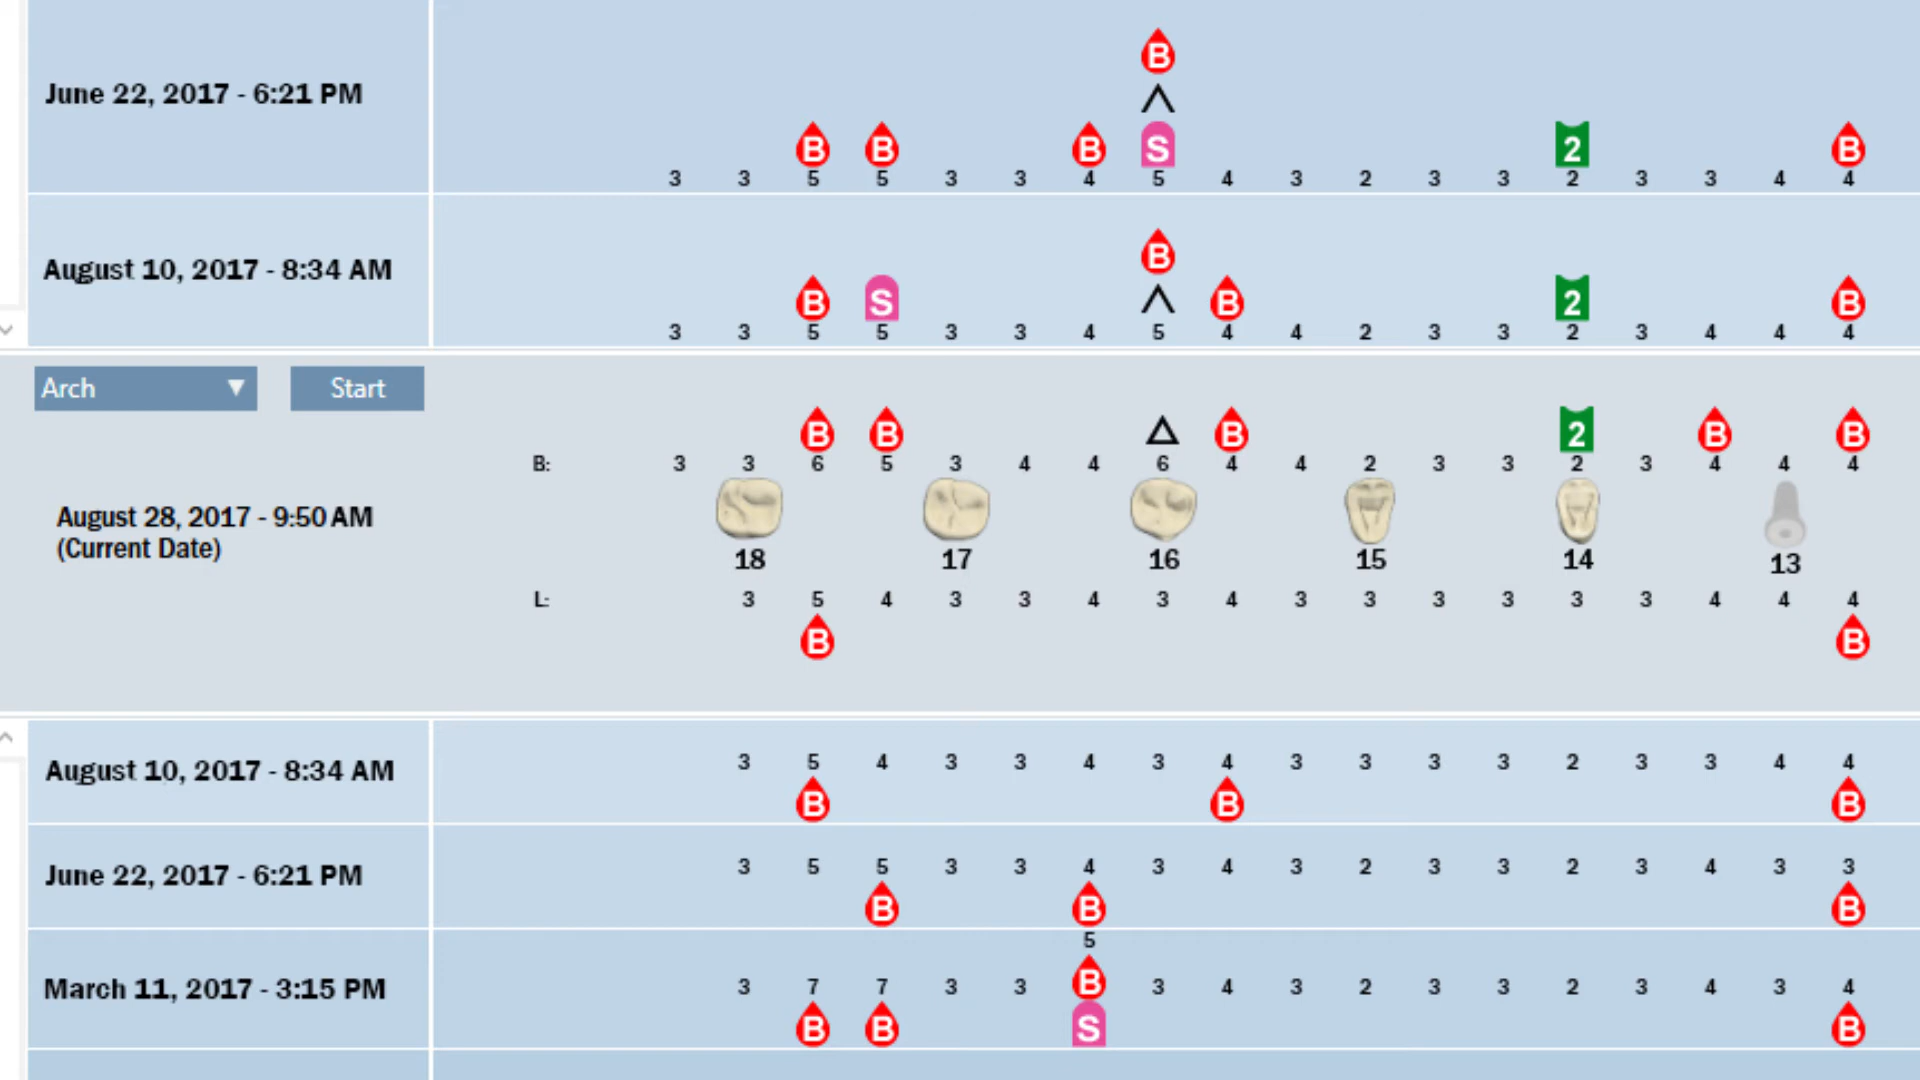 B
June 22, 2017 - 6:21 PM
B B B S 2 B
3 3 5 5 3 3 4 5 4 3 2 3 3 2 3 3 4 4
B
August 10, 2017 - 8:34 AM
B S B 2 B
3 3 5 5 3 3 4 5 4 4 2 3 3 2 3 4 4 4
Arch Start
B B B 2 B B
B: 3 3 6 5 3 4 4 6 4 4 2 3 3 2 3 4 4 4
August 28, 2017 - 9:50 AM
(Current Date)
18 17 16 15 14 13
L: 3 5 4 3 3 4 3 4 3 3 3 3 3 3 4 4 4
B B
August 10, 2017 - 8:34 AM
3 5 4 3 3 4 3 4 3 3 3 3 2 3 3 4 4
B B B
June 22, 2017 - 6:21 PM
3 5 5 3 3 4 3 4 3 2 3 3 2 3 4 3 3
B B B
5
March 11, 2017 - 3:15 PM
3 7 7 3 3 B 3 4 3 2 3 3 2 3 4 3 4
B B S B